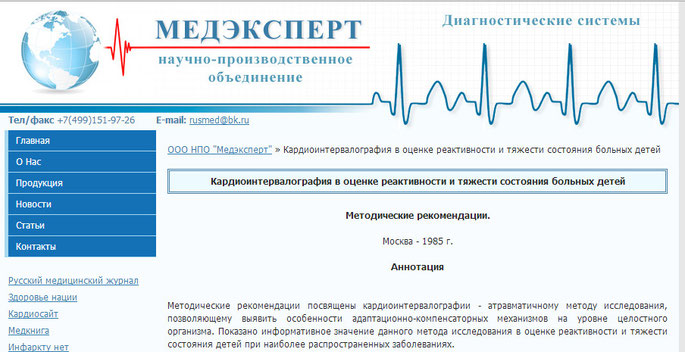 МЕДЭКСПЕРТ
научно-производственное
объединение
Диагностические системы
Тел/факс +7(499)151-97-26 E-mail: rusmed@bk.ru
Главная
О Нас
Продукция
Новости
Статьи
Контакты
Русский медицинский журнал
Здоровье нации
Кардиосайт
Медкнига
Инфаркту нет
ООО НПО "Медэксперт" » Кардиоинтервалография в оценке реактивности и тяжести состояния больных детей
Кардиоинтервалография в оценке реактивности и тяжести состояния больных детей
Методические рекомендации.
Москва - 1985 г.
Аннотация
Методические рекомендации посвящены кардиоинтервалографии - атравматичному методу исследования,
позволяющему выявить особенности адаптационно-компенсаторных механизмов на уровне целостного
организма. Показано информативное значение данного метода исследования в оценке реактивности и тяжести
состояния детей при наиболее распространенных заболеваниях.